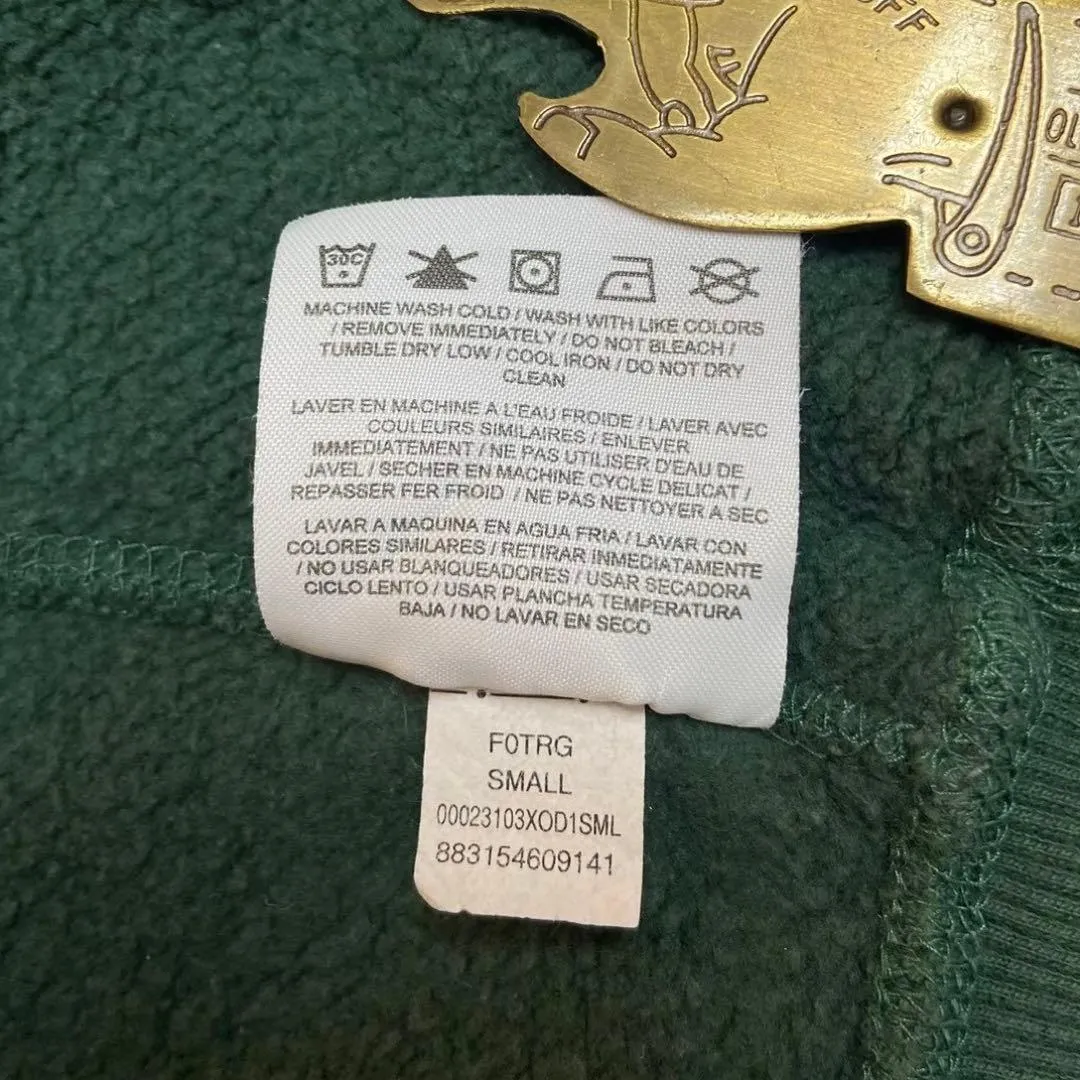 OFF
30C
MACHINE WASH COLD / WASH WITH LIKE COLORS
/ REMOVE IMMEDIATELY / DO NOT BLEACH /
TUMBLE DRY LOW / COOL IRON / DO NOT DRY
CLEAN
LAVER EN MACHINE A L'EAU FROIDE / LAVER AVEC
COULEURS SIMILAIRES / ENLEVER
IMMEDIATEMENT / NE PAS UTILISER D'EAU DE
JAVEL / SECHER EN MACHINE CYCLE DELICAT /
REPASSER FER FROID / NE PAS NETTOYER A SEC
LAVAR A MAQUINA EN AGUA FRIA / LAVAR CON
COLORES SIMILARES / RETIRAR INMEDIATAMENTE
/ NO USAR BLANQUEADORES / USAR SECADORA
CICLO LENTO / USAR PLANCHA TEMPERATURA
BAJA / NO LAVAR EN SECO
F0TRG
SMALL
00023103XOD1SML
883154609141